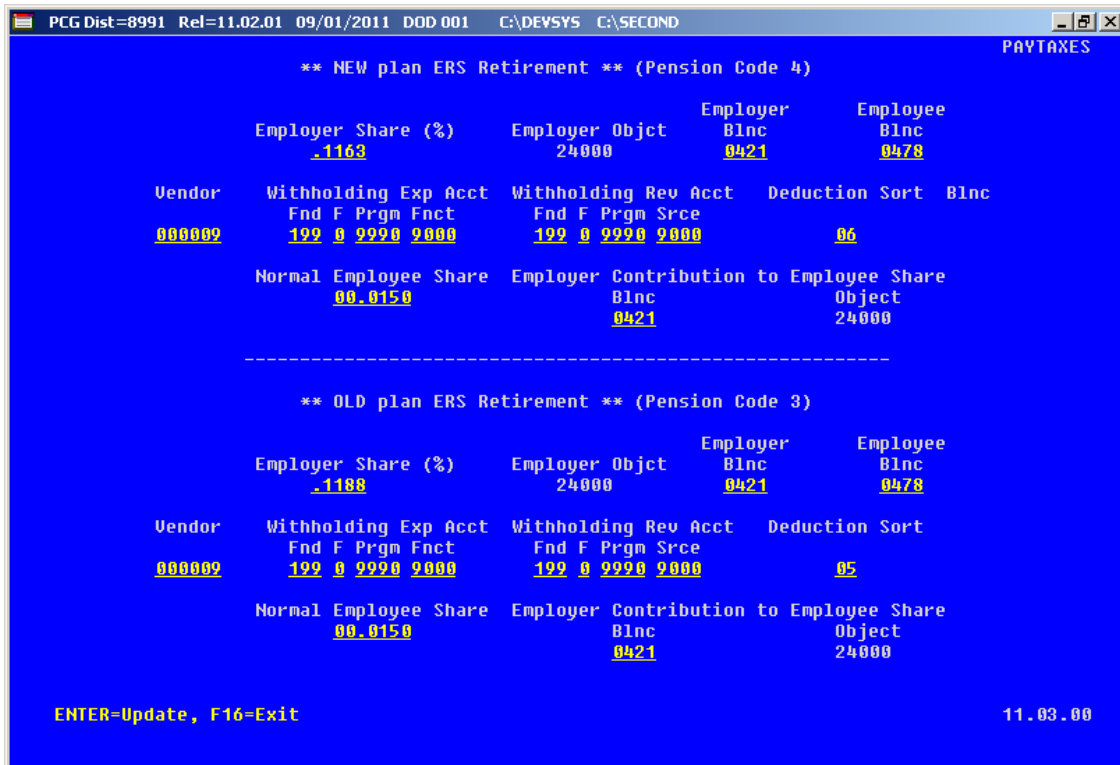 PCG Dist=8991 Rel=11.02.01 09/01/2011 DOD 001 C:\DEVSYS C:\SECOND
PAYTAXES
** NEW plan ERS Retirement ** (Pension Code 4)
Employer Employee
Employer Share (%) Employer Objct Blnc Blnc
.1163 24000 0421 0478
Vendor Withholding Exp Acct Withholding Rev Acct Deduction Sort Blnc
Fnd F Prgm Fnct Fnd F Prgm Srce
000009 199 0 9990 9000 199 0 9990 9000 06
Normal Employee Share Employer Contribution to Employee Share
00.0150 Blnc Object
0421 24000
------------------------------------------------------------
** OLD plan ERS Retirement ** (Pension Code 3)
Employer Employee
Employer Share (%) Employer Objct Blnc Blnc
.1188 24000 0421 0478
Vendor Withholding Exp Acct Withholding Rev Acct Deduction Sort
Fnd F Prgm Fnct Fnd F Prgm Srce
000009 199 0 9990 9000 199 0 9990 9000 05
Normal Employee Share Employer Contribution to Employee Share
00.0150 Blnc Object
0421 24000
ENTER=Update, F16=Exit 11.03.00